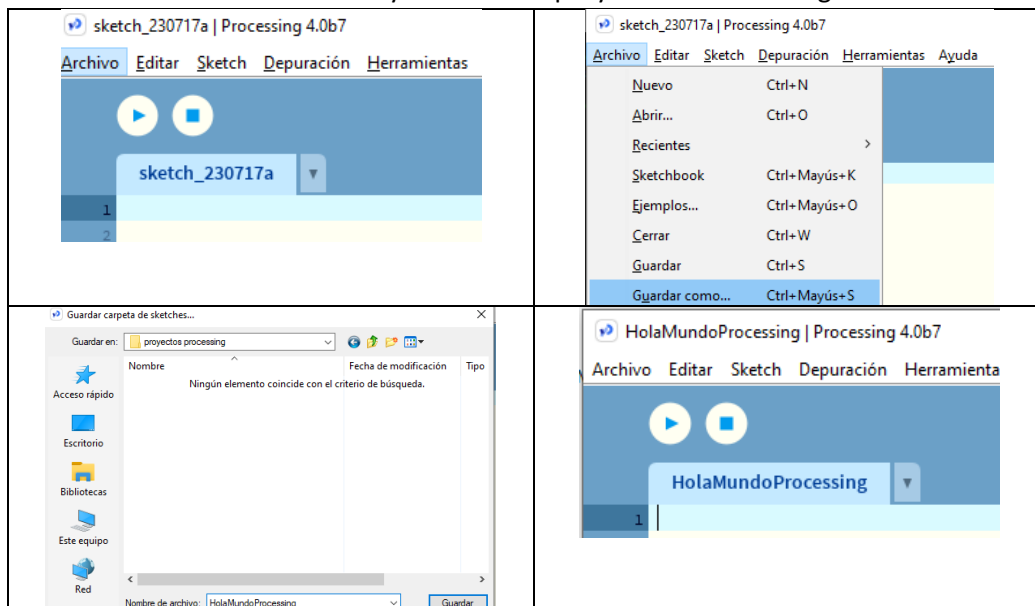 sketch_230717a | Processing 4.0b7
Archivo Editar Sketch Depuración Herramientas
sketch_230717a
1
2
sketch_230717a | Processing 4.0b7
Archivo Editar Sketch Depuración Herramientas Ayuda
Nuevo Ctrl+N
Abrir... Ctrl+O
Recientes >
Sketchbook Ctrl+Mayús+K
Ejemplos... Ctrl+Mayús+O
Cerrar Ctrl+W
Guardar Ctrl+S
Guardar como... Ctrl+Mayús+S
Guardar carpeta de sketches...
Guardar en: proyectos processing
Nombre Fecha de modificación Tipo
Ningún elemento coincide con el criterio de búsqueda.
Acceso rápido
Escritorio
Bibliotecas
Este equipo
Red
Nombre de archivo: HolaMundoProcessing Guardar
HolaMundoProcessing | Processing 4.0b7
Archivo Editar Sketch Depuración Herramienta
HolaMundoProcessing
1